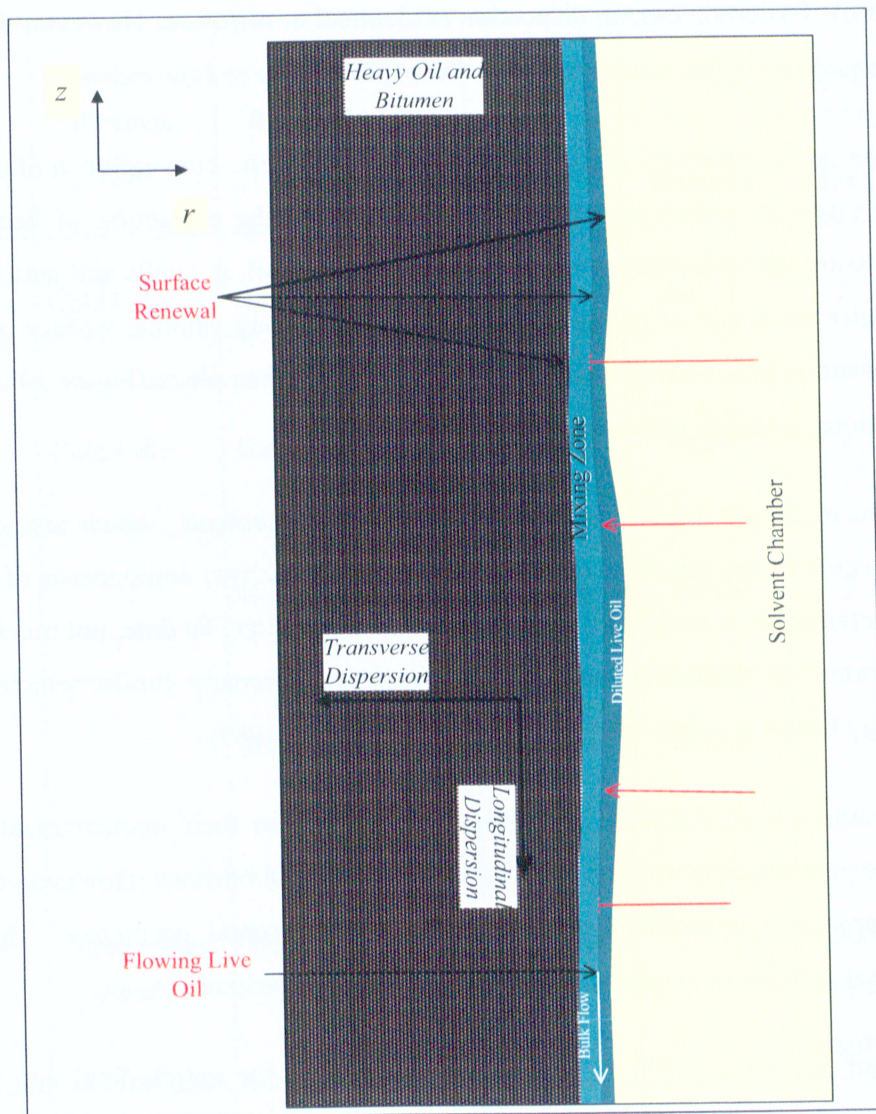 Heavy Oil and
Bitumen
z
r
Surface
Renewal
Mixing Zone
Solvent Chamber
Diluted Live Oil
Transverse
Dispersion
Longitudinal
Dispersion
Flowing Live
Oil
Bulk Flow